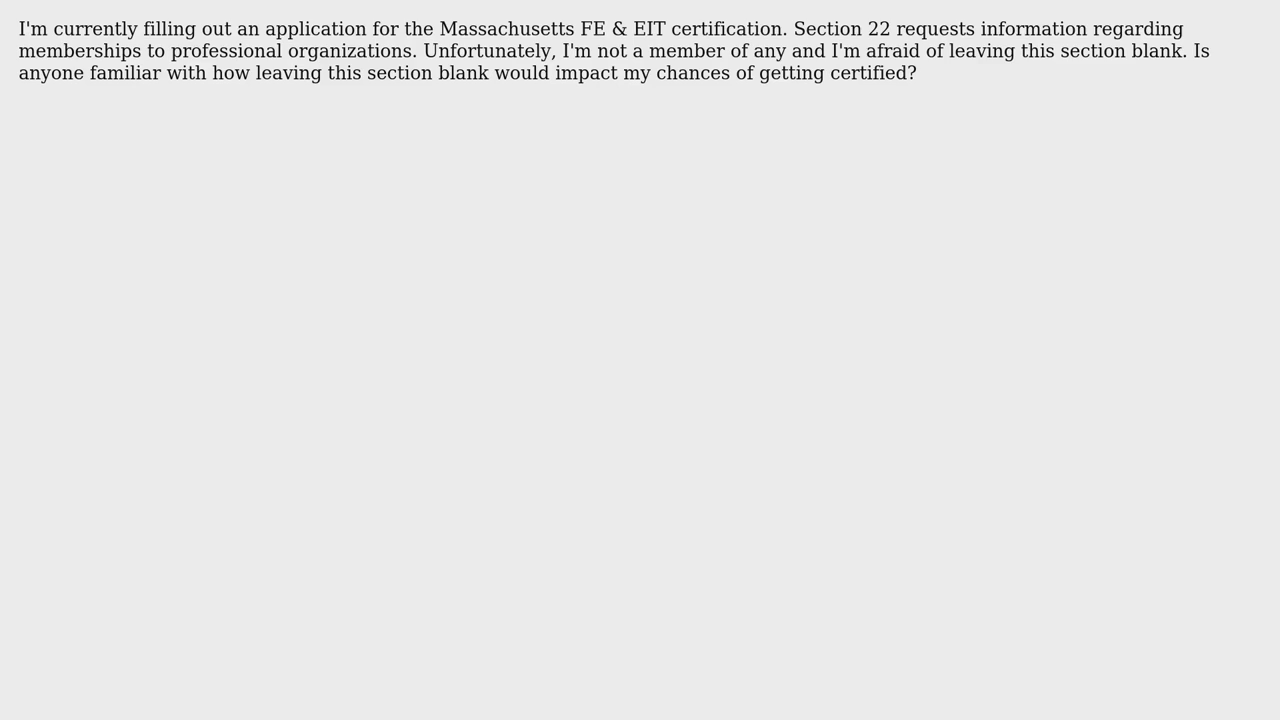 I'm currently filling out an application for the Massachusetts FE & EIT certification. Section 22 requests information regarding
memberships to professional organizations. Unfortunately, I'm not a member of any and I'm afraid of leaving this section blank. Is
anyone familiar with how leaving this section blank would impact my chances of getting certified?